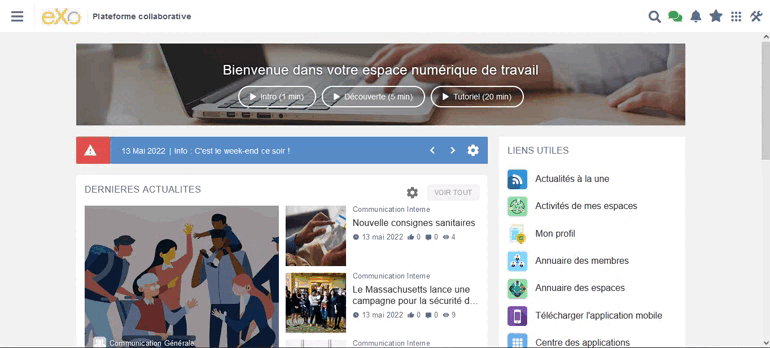 eXo Plateforme collaborative
Bienvenue dans votre espace numérique de travail
Intro (1 min)
Découverte (5 min)
Tutoriel (20 min)
13 Mai 2022 | Info : C'est le week-end ce soir !
DERNIERES ACTUALITES
VOIR TOUT
Communication Générale
Communication Interne
Nouvelle consignes sanitaires
13 mai 2022 0 0 4
Communication Interne
Le Massachusetts lance une
campagne pour la sécurité d...
13 mai 2022 0 0 9
LIENS UTILES
Actualités à la une
Activités de mes espaces
Mon profil
Annuaire des membres
Annuaire des espaces
Télécharger l'application mobile
Centre des applications